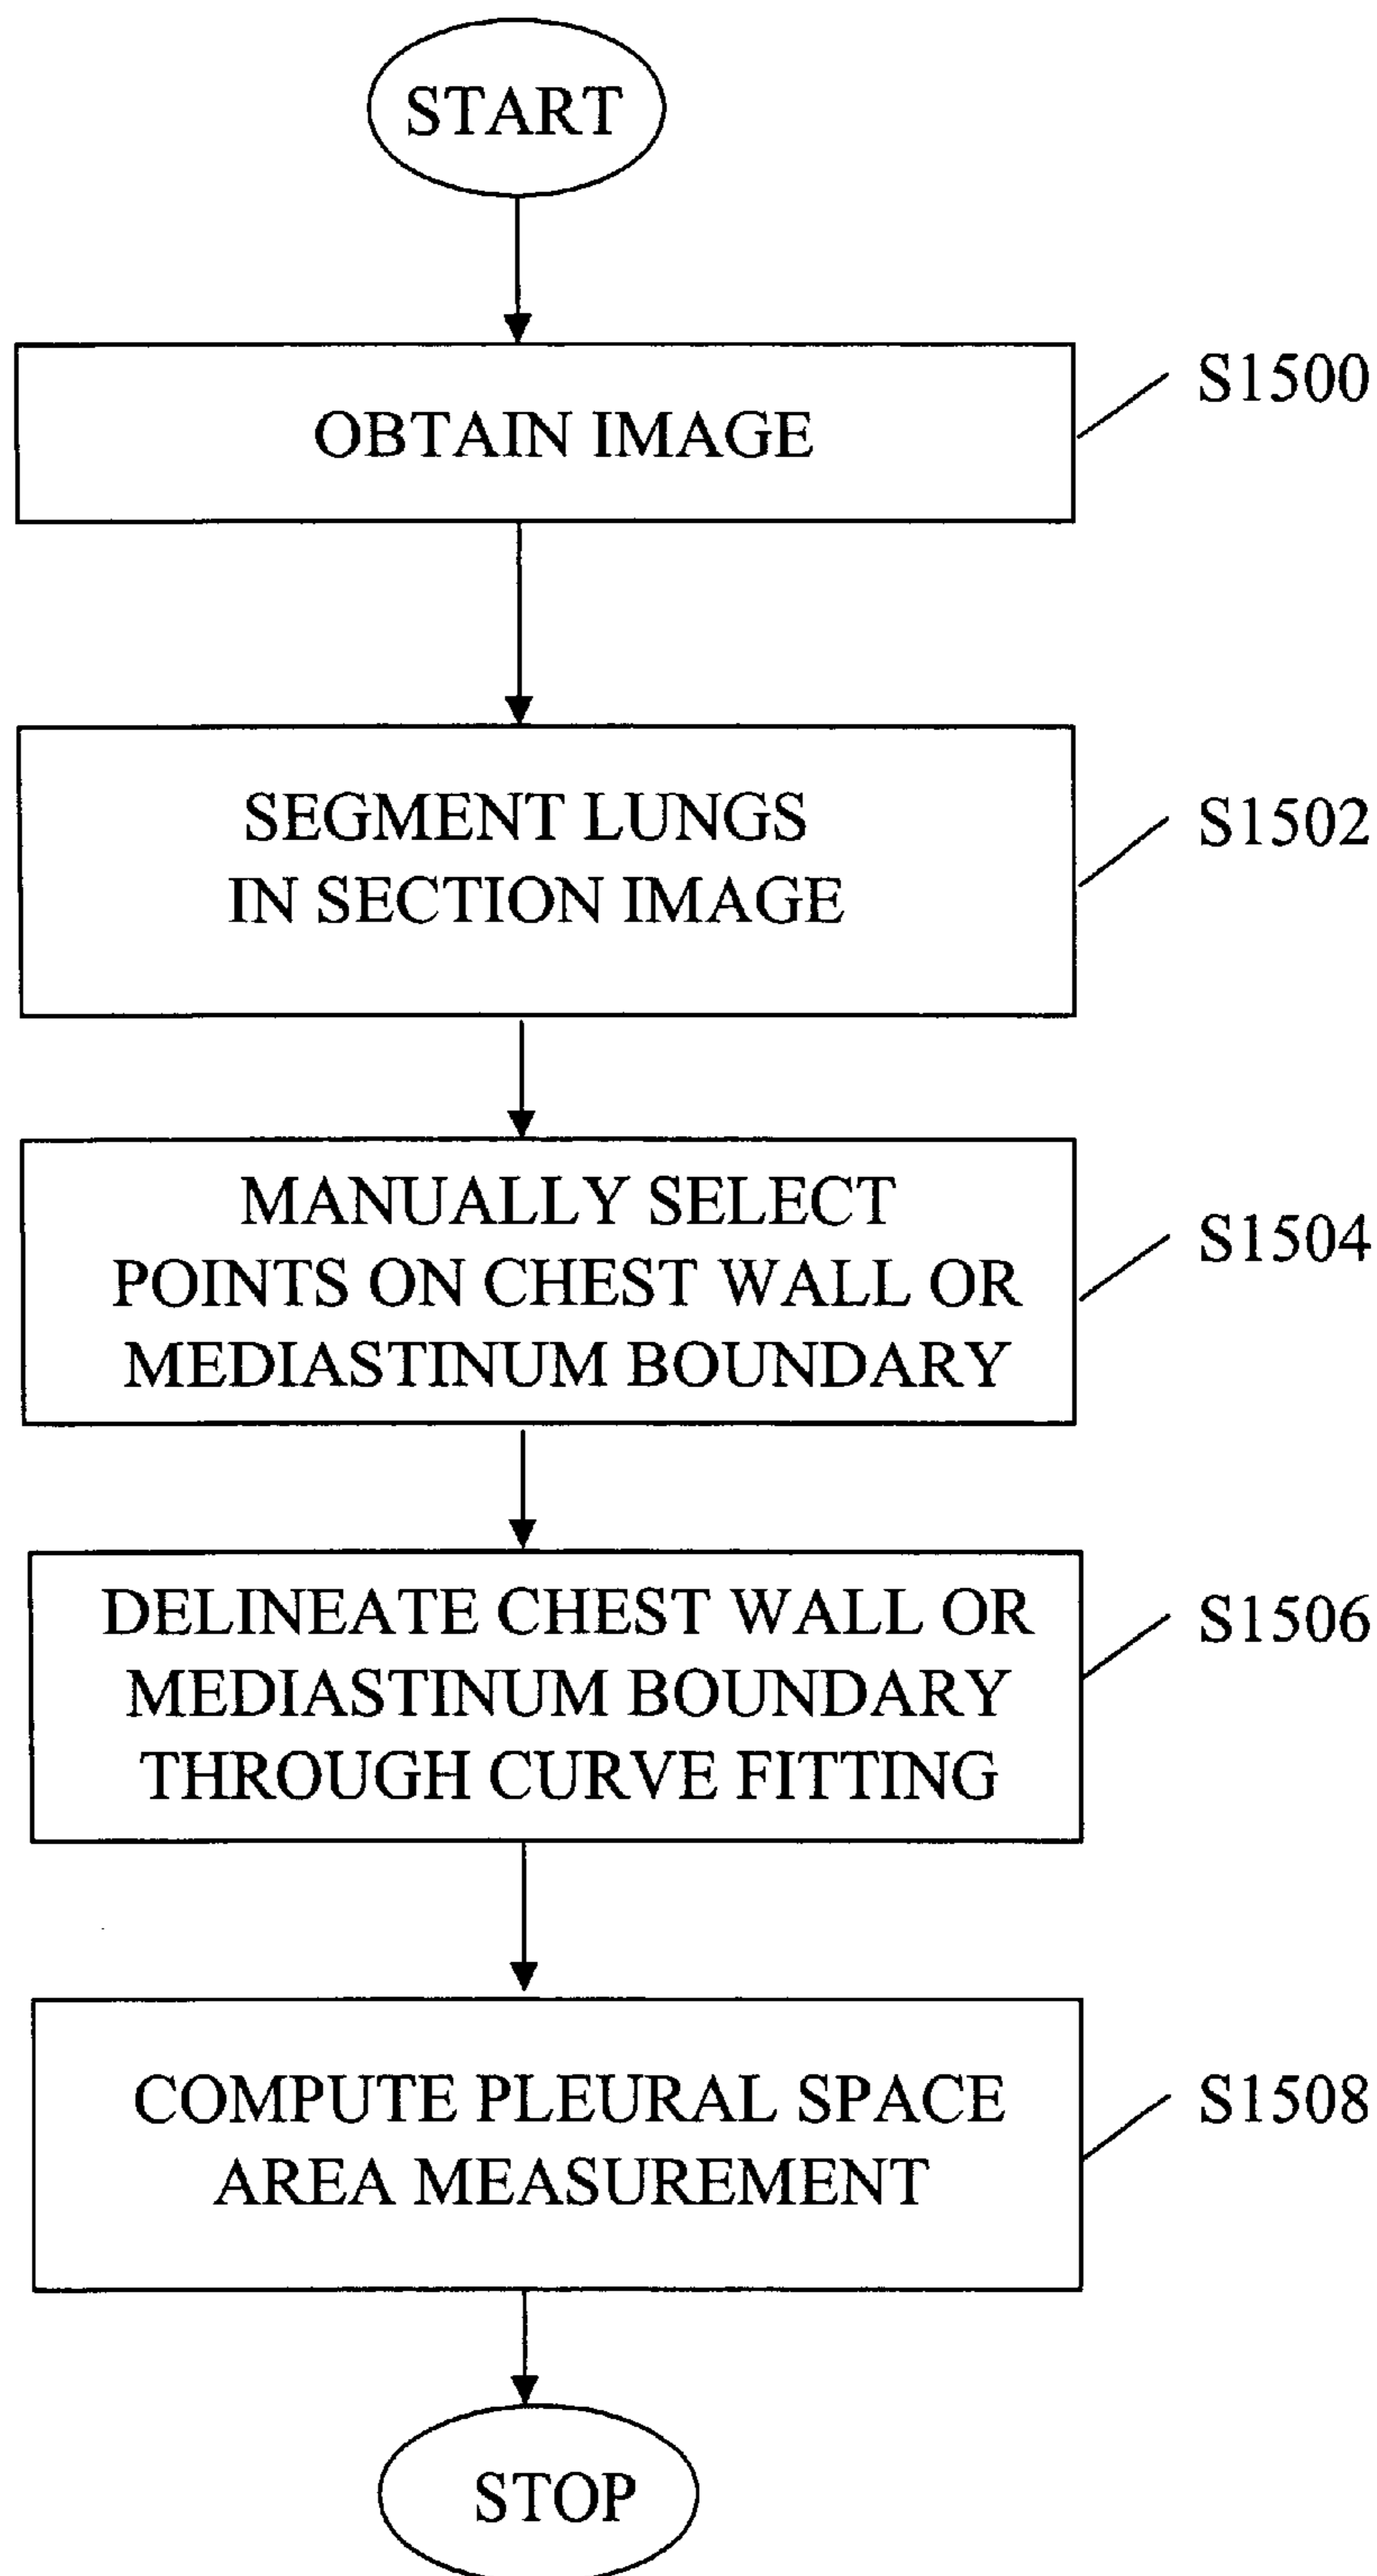 START
OBTAIN IMAGE
S1500
SEGMENT LUNGS
IN SECTION IMAGE
S1502
MANUALLY SELECT
POINTS ON CHEST WALL OR
MEDIASTINUM BOUNDARY
S1504
DELINEATE CHEST WALL OR
MEDIASTINUM BOUNDARY
THROUGH CURVE FITTING
S1506
COMPUTE PLEURAL SPACE
AREA MEASUREMENT
S1508
STOP